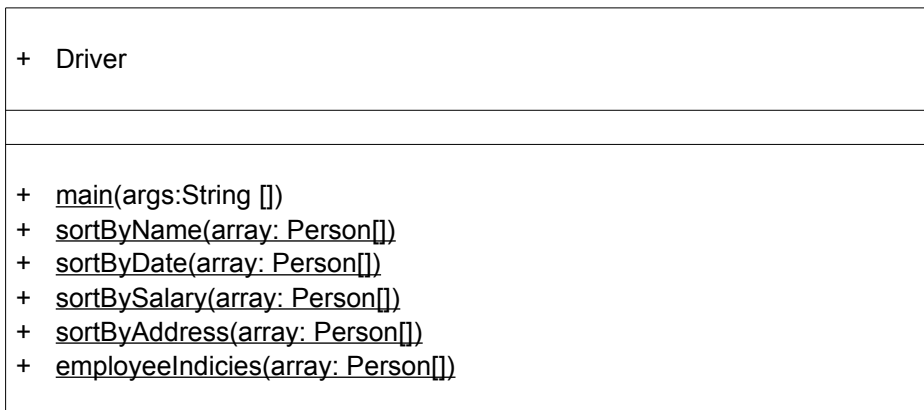 + Driver
+ main(args:String [])
+ sortByName(array: Person[])
+ sortByDate(array: Person[])
+ sortBySalary(array: Person[])
+ sortByAddress(array: Person[])
+ employeeIndicies(array: Person[])